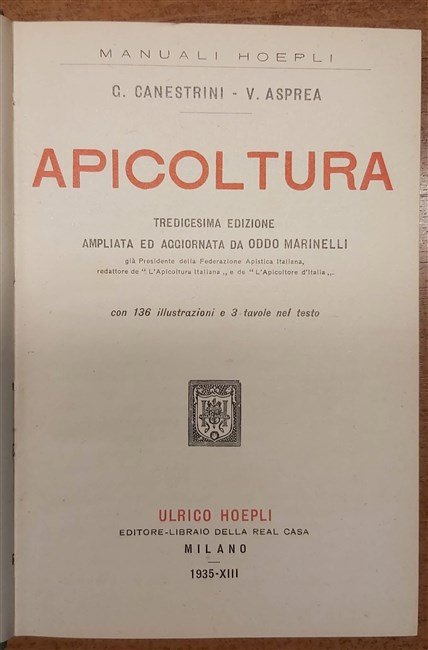 MANUALI HOEPLI
G. CANESTRINI - V. ASPREA
APICOLTURA
TREDICESIMA EDIZIONE
AMPLIATA ED AGGIORNATA DA ODDO MARINELLI
già Presidente della Federazione Apistica Italiana,
redattore de " L'Apicoltura Italiana „ e de " L'Apicoltore d'Italia „.
con 136 illustrazioni e 3 tavole nel testo
ULRICO HOEPLI
EDITORE-LIBRAIO DELLA REAL CASA
MILANO
1935-XIII